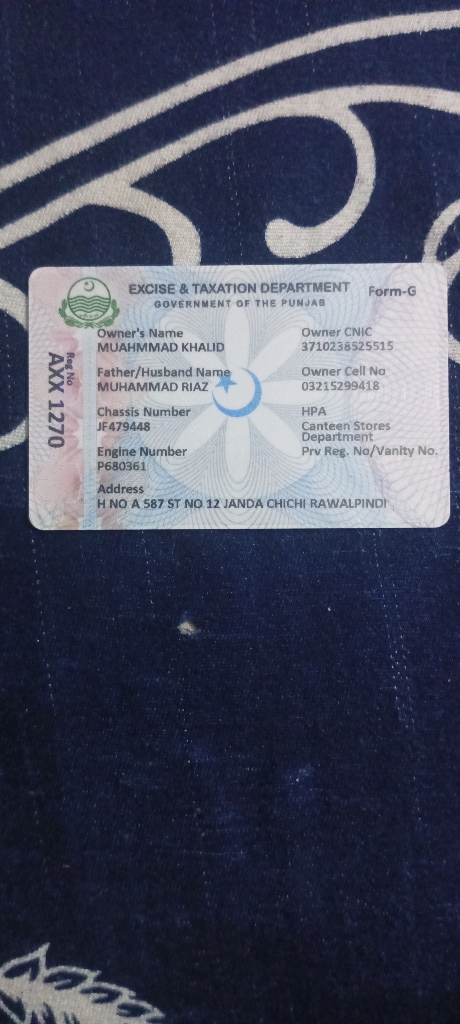 EXCISE & TAXATION DEPARTMENT
Form-G
GOVERNMENT OF THE PUNJAB
Reg No
AXX 1270
Owner's Name
MUAHMMAD KHALID
Owner CNIC
3710238525515
Father/Husband Name
MUHAMMAD RIAZ
Owner Cell No
03215299418
Chassis Number
JF479448
HPA
Canteen Stores
Department
Engine Number
P680361
Prv Reg. No/Vanity No.
Address
H NO A 587 ST NO 12 JANDA CHICHI RAWALPINDI